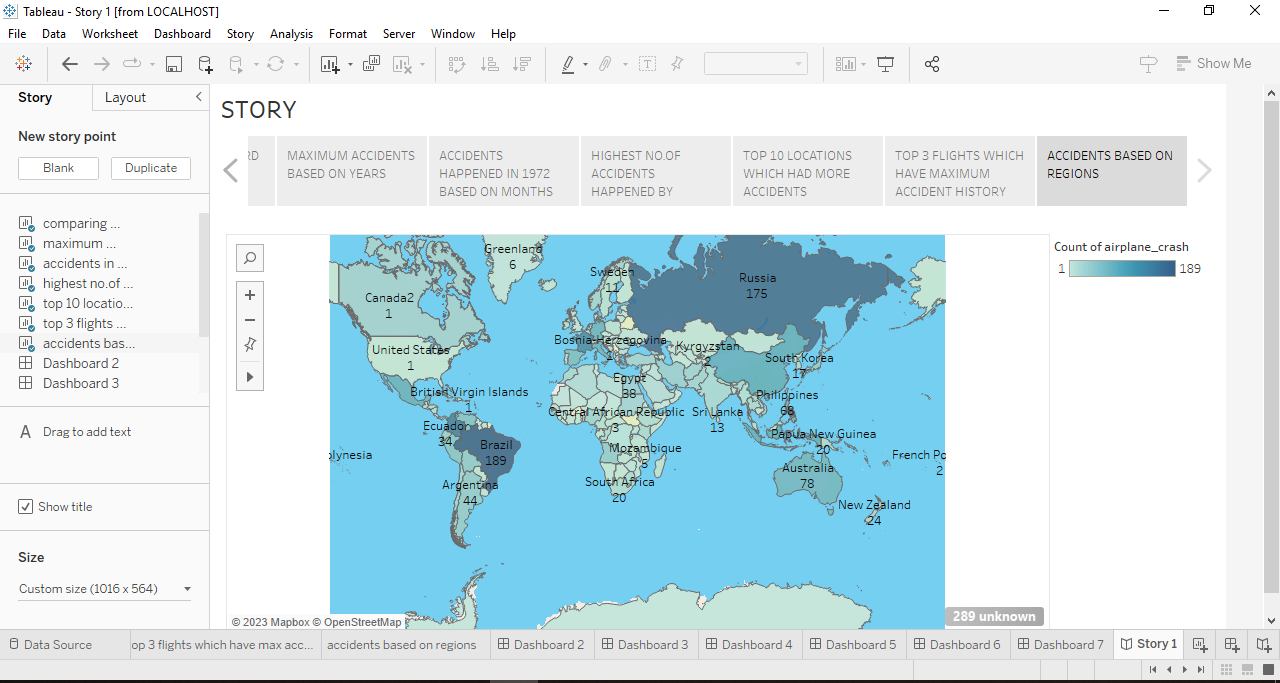 Tableau - Story 1 [from LOCALHOST]
File Data Worksheet Dashboard Story Analysis Format Server Window Help
Show Me
Story Layout
New story point
Blank Duplicate
comparing ...
maximum ...
accidents in ...
highest no.of ...
top 10 locatio...
top 3 flights ...
accidents bas...
Dashboard 2
Dashboard 3
A Drag to add text
Show title
Size
Custom size (1016 x 564)
STORY
RD
MAXIMUM ACCIDENTS
BASED ON YEARS
ACCIDENTS
HAPPENED IN 1972
BASED ON MONTHS
HIGHEST NO.OF
ACCIDENTS
HAPPENED BY
TOP 10 LOCATIONS
WHICH HAD MORE
ACCIDENTS
TOP 3 FLIGHTS WHICH
HAVE MAXIMUM
ACCIDENT HISTORY
ACCIDENTS BASED ON
REGIONS
Greenland
6
Sweden
11
Russia
175
Canada2
1
United States
1
Bosnia-Herzegovina
1
Kyrgyzstan
2
South Korea
17
British Virgin Islands
1
Egypt
38
Philippines
68
Central African Republic
3
Sri Lanka
13
Ecuador
34
Brazil
189
Papua New Guinea
20
Mozambique
5
olynesia
French Po
2
Australia
78
Argentina
44
South Africa
20
New Zealand
24
© 2023 Mapbox © OpenStreetMap
289 unknown
Count of airplane_crash
1 189
Data Source op 3 flights which have max acc... accidents based on regions Dashboard 2 Dashboard 3 Dashboard 4 Dashboard 5 Dashboard 6 Dashboard 7 Story 1